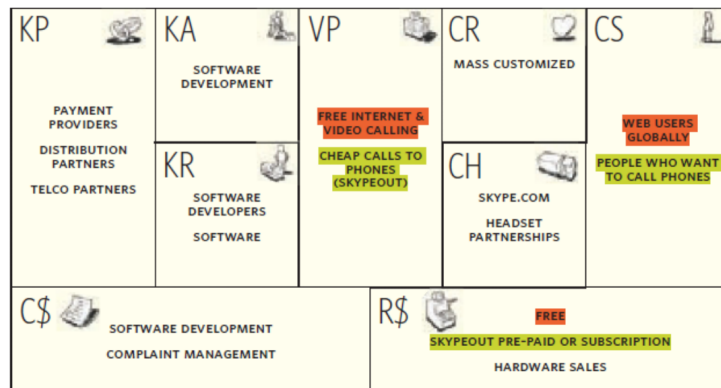 KP
PAYMENT
PROVIDERS
DISTRIBUTION
PARTNERS
TELCO PARTNERS
KA
SOFTWARE
DEVELOPMENT
KR
SOFTWARE
DEVELOPERS
SOFTWARE
VP
FREE INTERNET &
VIDEO CALLING
CHEAP CALLS TO
PHONES
(SKYPEOUT)
CR
MASS CUSTOMIZED
CH
SKYPE.COM
HEADSET
PARTNERSHIPS
CS
WEB USERS
GLOBALLY
PEOPLE WHO WANT
TO CALL PHONES
C$
SOFTWARE DEVELOPMENT
COMPLAINT MANAGEMENT
R$
FREE
SKYPEOUT PRE-PAID OR SUBSCRIPTION
HARDWARE SALES